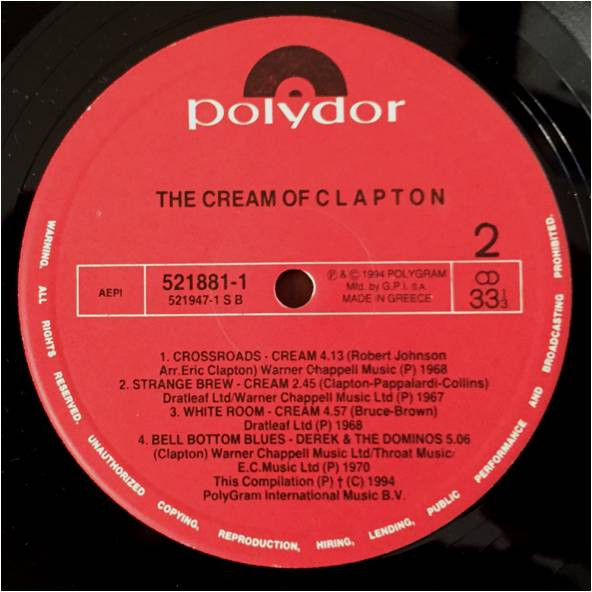 polydor
THE CREAM OF CLAPTON
2
AEPI
521881-1
521947-1 S B
℗ & © 1994 POLYGRAM
Mfd. by G.P.I. S.A.
MADE IN GREECE
33 1/3
1. CROSSROADS - CREAM 4.13 (Robert Johnson
Arr.Eric Clapton) Warner Chappell Music (P) 1968
2. STRANGE BREW - CREAM 2.45 (Clapton-Pappalardi-Collins)
Dratleaf Ltd/Warner Chappell Music Ltd (P) 1967
3. WHITE ROOM - CREAM 4.57 (Bruce-Brown)
Dratleaf Ltd (P) 1968
4. BELL BOTTOM BLUES - DEREK & THE DOMINOS 5.06
(Clapton) Warner Chappell Music Ltd/Throat Music/
E.C.Music Ltd (P) 1970
This Compilation (P) † (C) 1994
PolyGram International Music B.V.
WARNING. ALL RIGHTS RESERVED. UNAUTHORIZED COPYING, REPRODUCTION, HIRING, LENDING, PUBLIC PERFORMANCE AND BROADCASTING PROHIBITED.